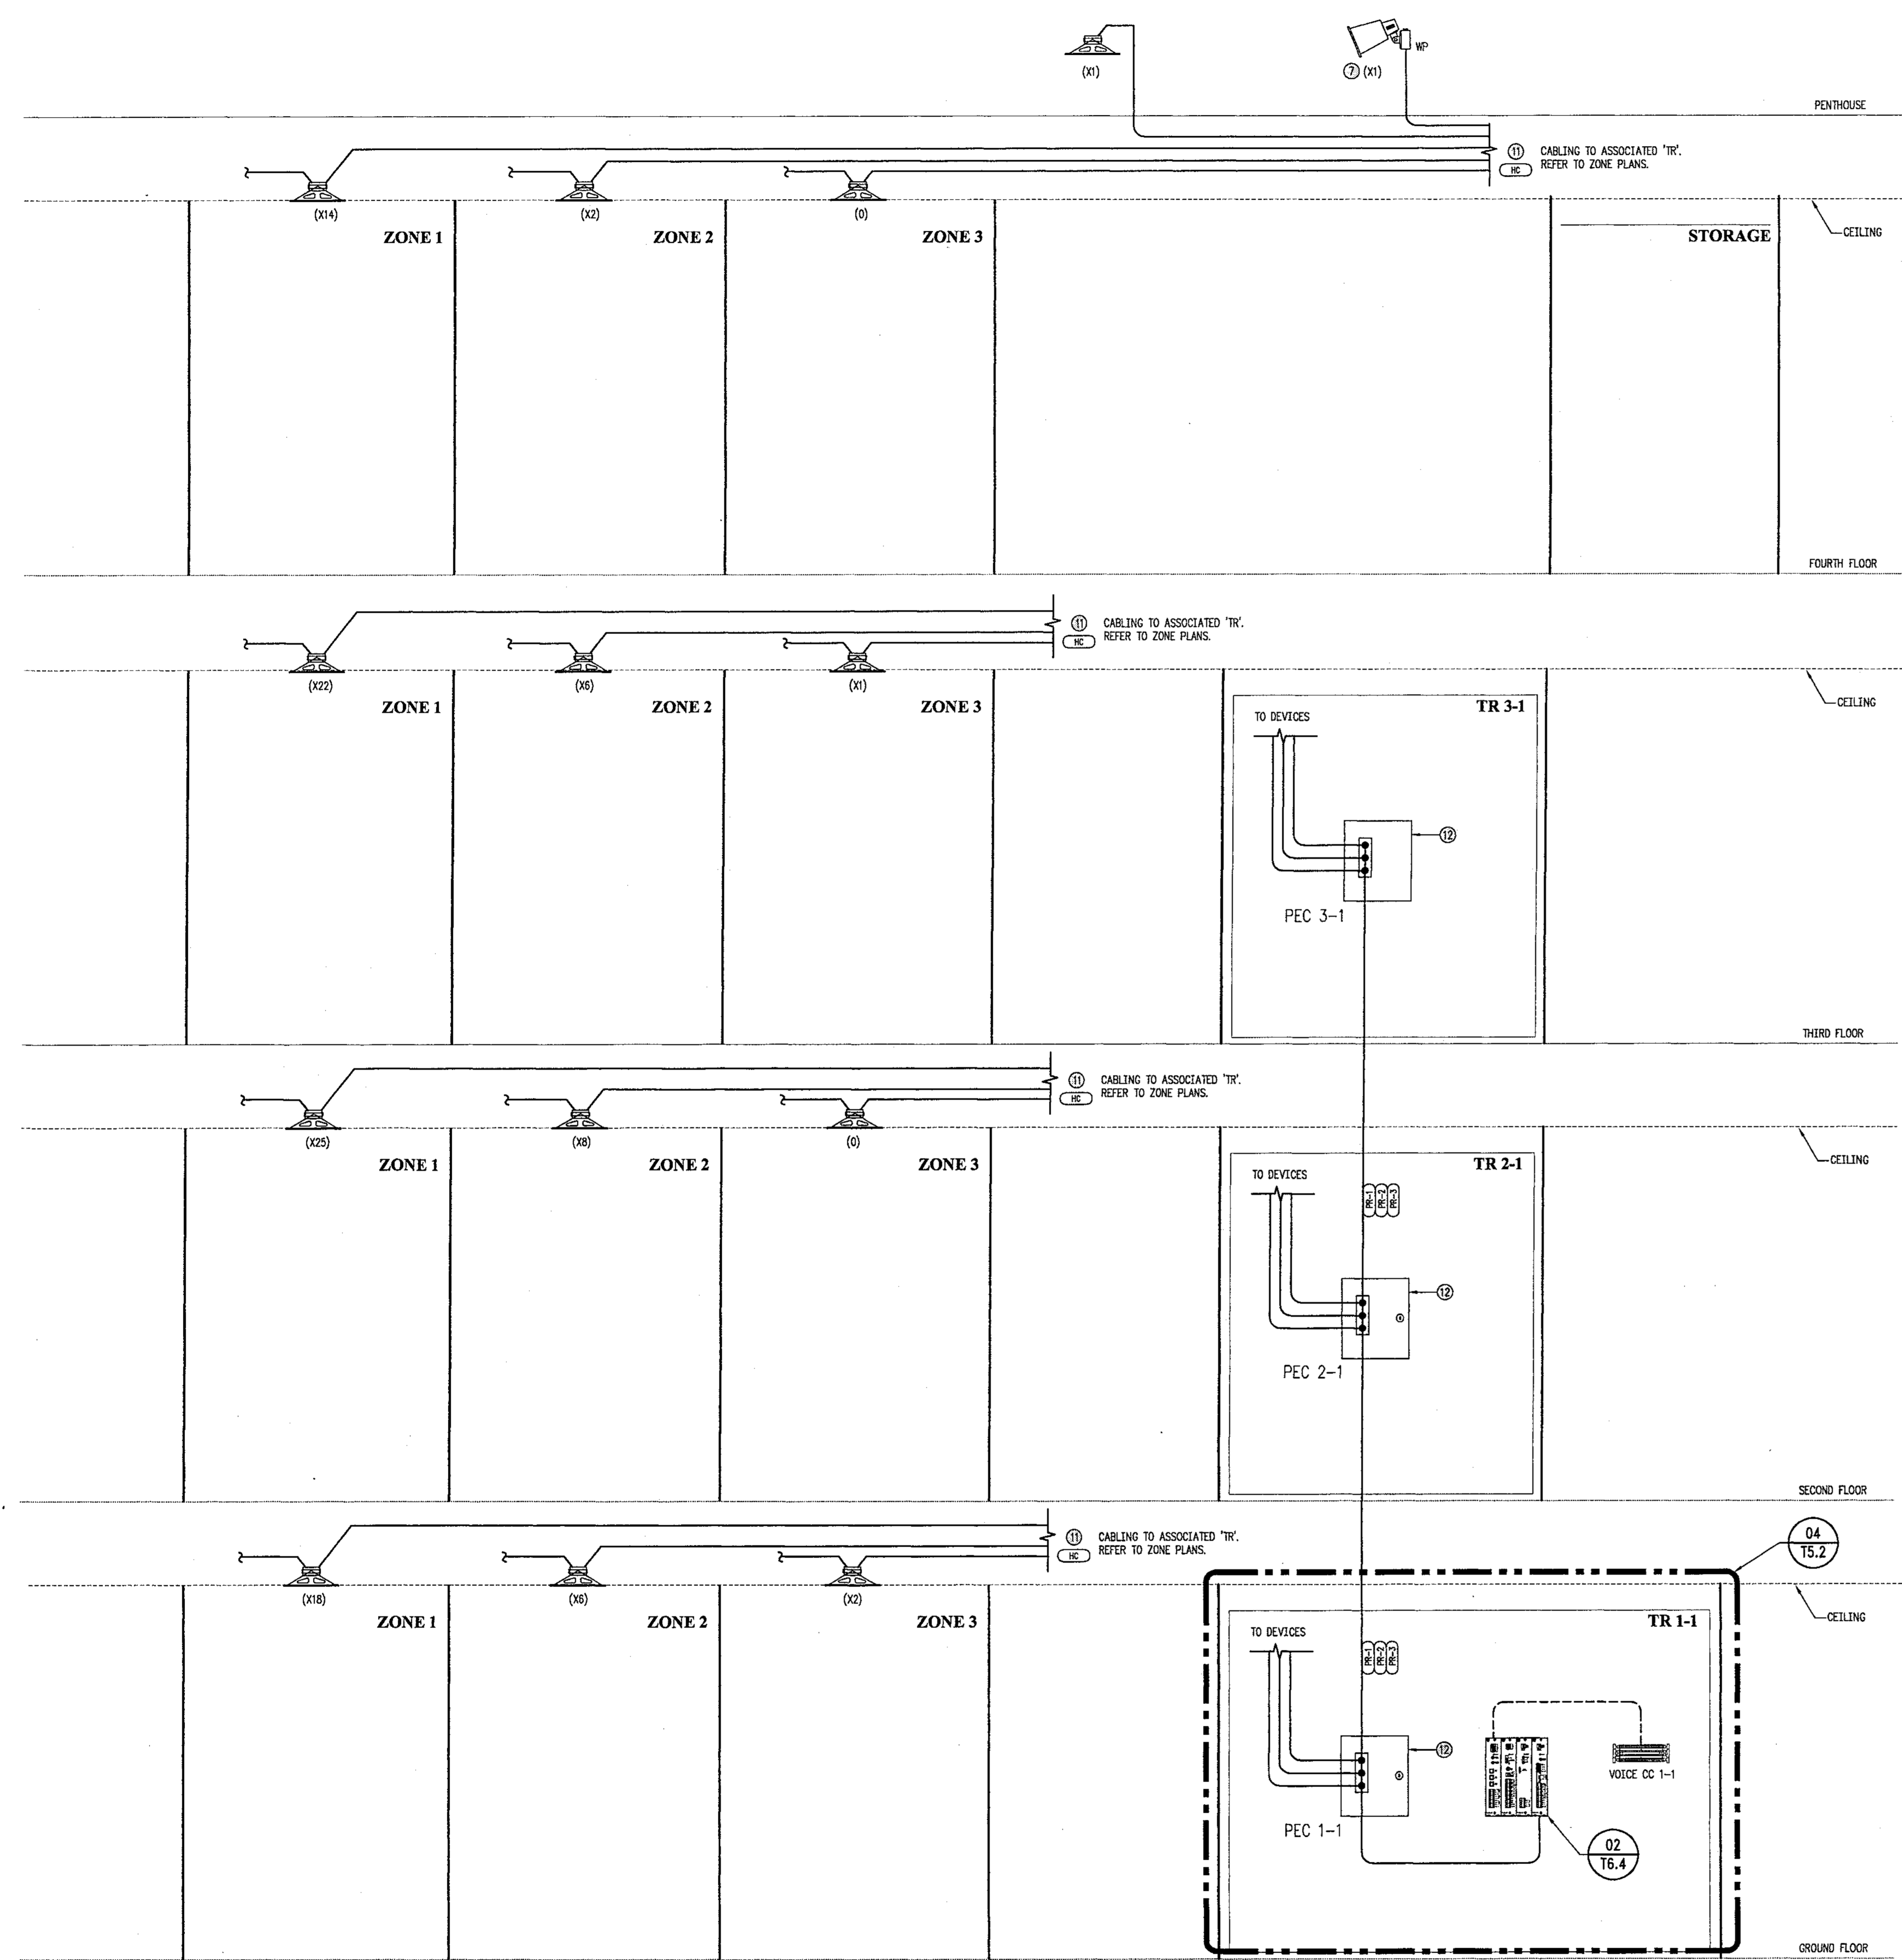 WP
(X1)
7 (X1)
PENTHOUSE
11 CABLING TO ASSOCIATED 'TR'.
HC REFER TO ZONE PLANS.
(X14)
(X2)
(0)
ZONE 1
ZONE 2
ZONE 3
STORAGE
CEILING
FOURTH FLOOR
11 CABLING TO ASSOCIATED 'TR'.
HC REFER TO ZONE PLANS.
(X22)
(X6)
(X1)
ZONE 1
ZONE 2
ZONE 3
TR 3-1
CEILING
TO DEVICES
12
PEC 3-1
THIRD FLOOR
11 CABLING TO ASSOCIATED 'TR'.
HC REFER TO ZONE PLANS.
(X25)
(X8)
(0)
ZONE 1
ZONE 2
ZONE 3
TR 2-1
CEILING
TO DEVICES
PR-1
PR-2
PR-3
12
PEC 2-1
SECOND FLOOR
11 CABLING TO ASSOCIATED 'TR'.
HC REFER TO ZONE PLANS.
04
T5.2
(X18)
(X6)
(X2)
ZONE 1
ZONE 2
ZONE 3
TR 1-1
CEILING
TO DEVICES
PR-1
PR-2
PR-3
12
VOICE CC 1-1
PEC 1-1
02
T6.4
GROUND FLOOR